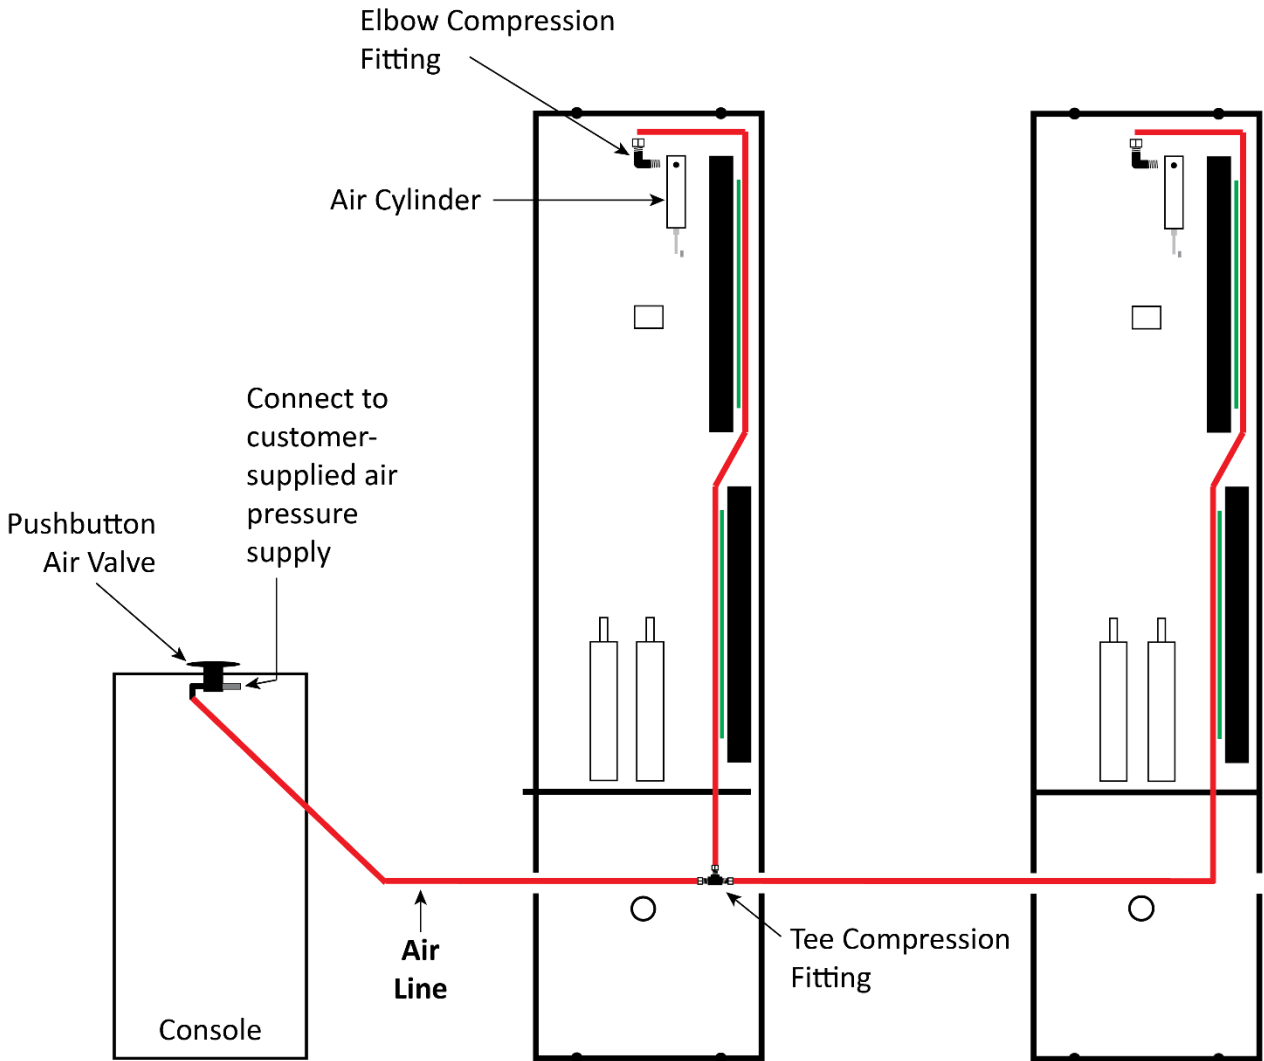 Elbow Compression
Fitting
Air Cylinder
Connect to
customer-
supplied air
pressure
supply
Pushbutton
Air Valve
Air
Line
Tee Compression
Fitting
Console